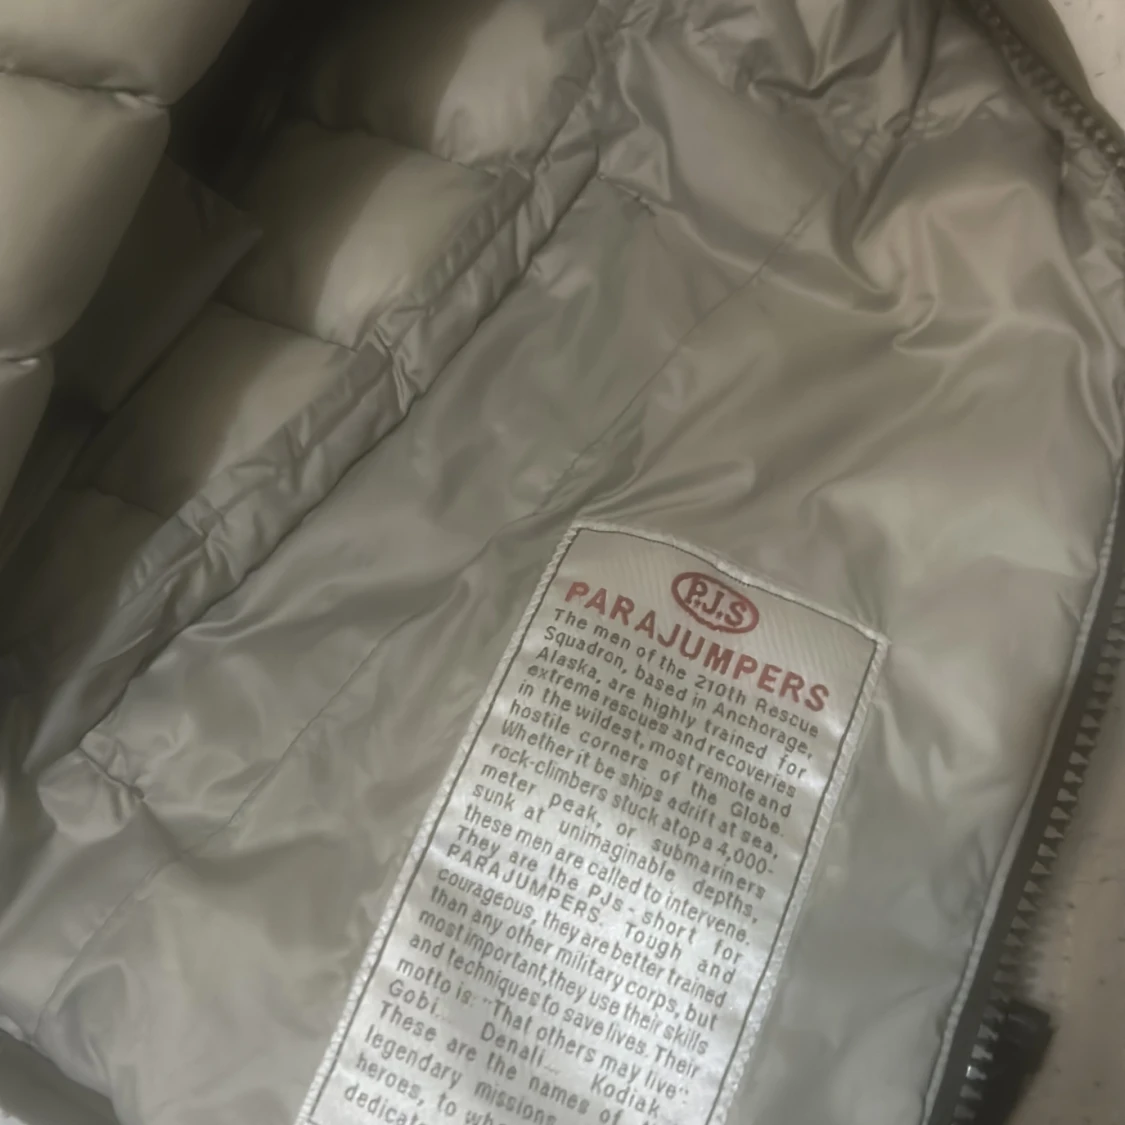 P.J.S
PARAJUMPERS
The men of the 210th Rescue
Squadron, based in Anchorage,
Alaska, are highly trained for
extreme rescues and recoveries
in the wildest, most remote and
hostile corners of the Globe.
Whether it be ships adrift at sea,
rock-climbers stuck atop a 4,000-
meter peak, or submariners
sunk at unimaginable depths,
these men are called to intervene.
They are the PJs - short for
PARAJUMPERS. Tough and
courageous, they are better trained
than any other military corps, but
most important, they use their skills
and techniques to save lives. Their
motto is: "That others may live"
Gobi... Denali... Kodiak
These are the names of
legendary missions
heroes, to